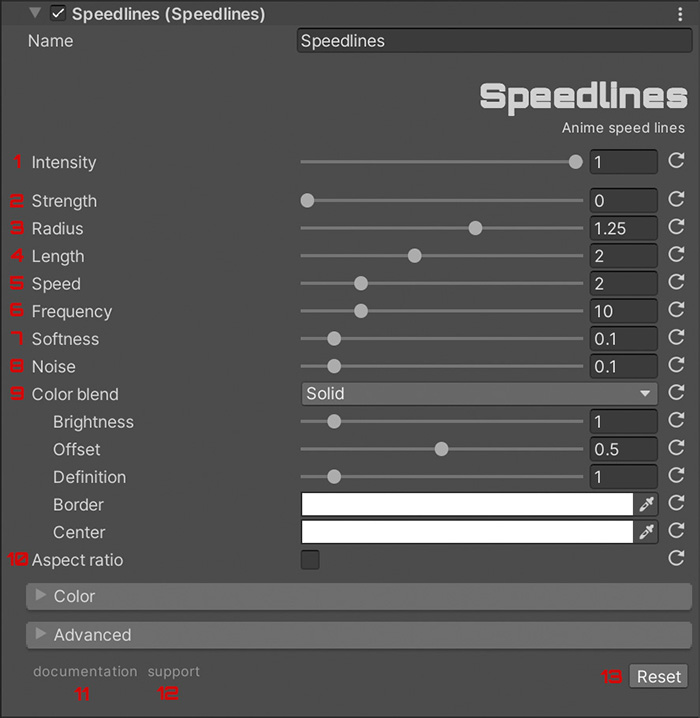 Speedlines (Speedlines)
Name Speedlines
Speedlines
Anime speed lines
1 Intensity 1
2 Strength 0
3 Radius 1.25
4 Length 2
5 Speed 2
6 Frequency 10
7 Softness 0.1
8 Noise 0.1
9 Color blend Solid
Brightness 1
Offset 0.5
Definition 1
Border
Center
10 Aspect ratio
Color
Advanced
documentation support 13 Reset
11 12